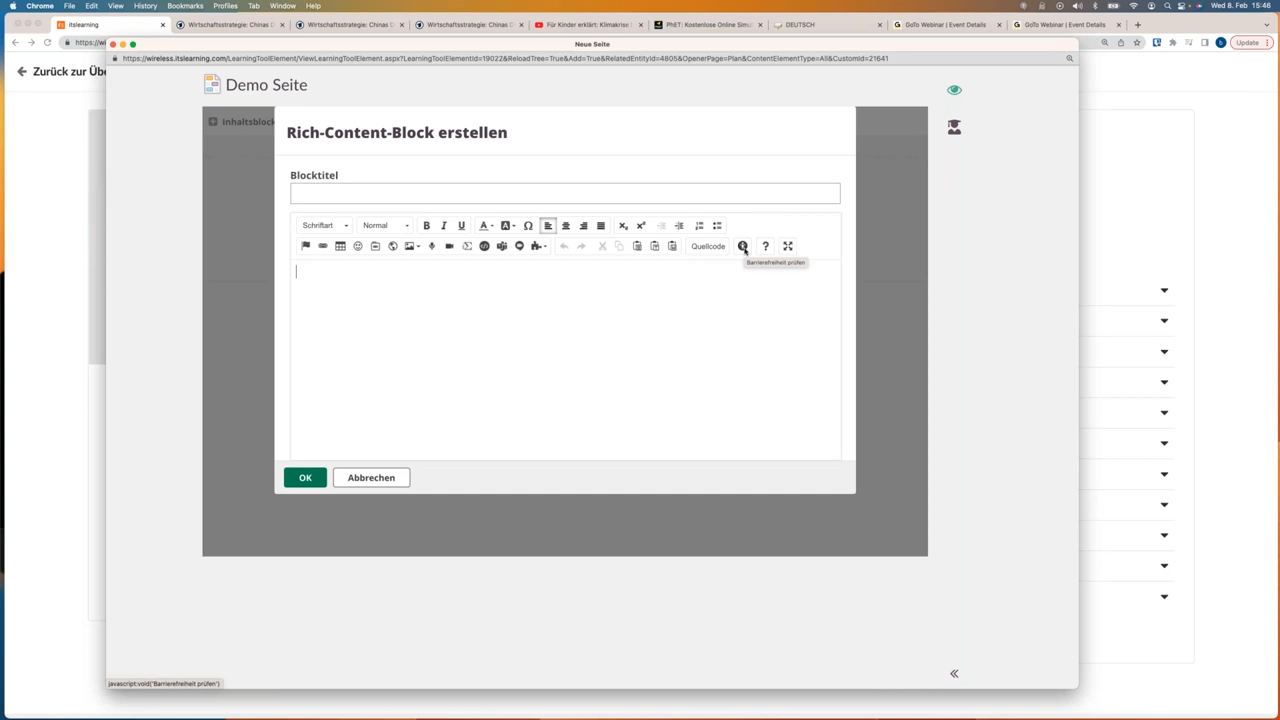 Chrome File Edit View History Bookmarks Profiles Tab Window Help
Wed 8. Feb 15:46
itslearning
Wirtschaftsstrategie: Chinas D
Wirtschaftsstrategie: Chinas D
Wirtschaftsstrategie: Chinas D
Für Kinder erklärt: Klimakrise
PhET: Kostenlose Online Simu
DEUTSCH
GoTo Webinar | Event Details
GoTo Webinar | Event Details
https://w
Update
Neue Seite
https://wireless.itslearning.com/LearningToolElement/ViewLearningToolElement.aspx?LearningToolElementId=19022&ReloadTree=True&Add=True&RelatedEntityId=4805&OpenerPage=Plan&ContentElementType=All&CustomId=21641
Zurück zur Übe
Demo Seite
Inhaltsblock
Rich-Content-Block erstellen
Blocktitel
Schriftart Normal B I U A A Ω
Quellcode ?
Barrierefreiheit prüfen
OK Abbrechen
javascript:void('Barrierefreiheit prüfen')